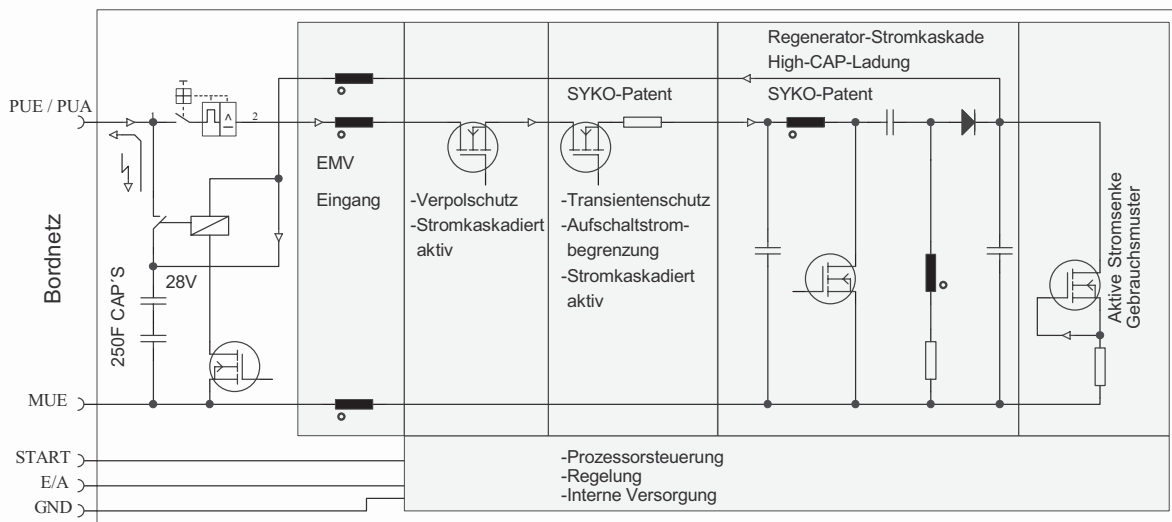 Regenerator-Stromkaskade
High-CAP-Ladung
SYKO-Patent
SYKO-Patent
PUE / PUA
2
EMV
Eingang
-Verpolschutz
-Stromkaskadiert
aktiv
-Transientenschutz
-Aufschaltstrom-
begrenzung
-Stromkaskadiert
aktiv
Bordnetz
250F CAP´S
28V
Aktive Stromsenke
Gebrauchsmuster
MUE
START
E/A
GND
-Prozessorsteuerung
-Regelung
-Interne Versorgung